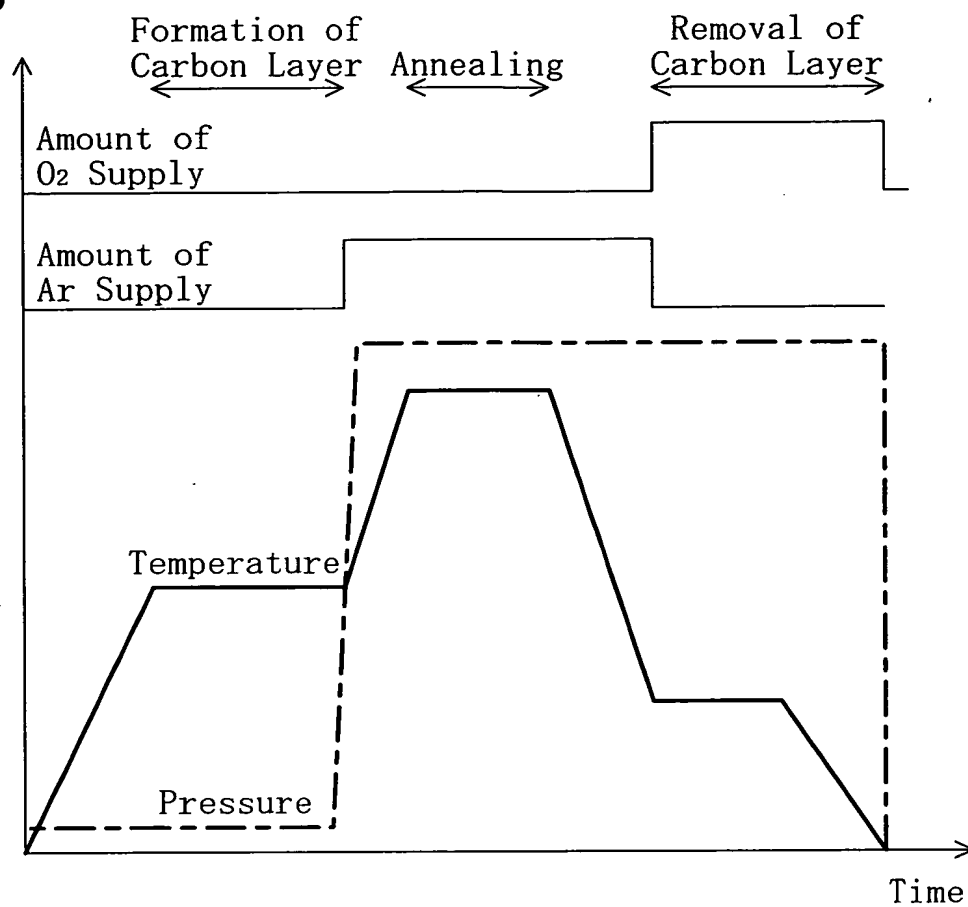 Formation of
Carbon Layer
Annealing
Removal of
Carbon Layer
Amount of
O2 Supply
Amount of
Ar Supply
Temperature
Pressure
Time